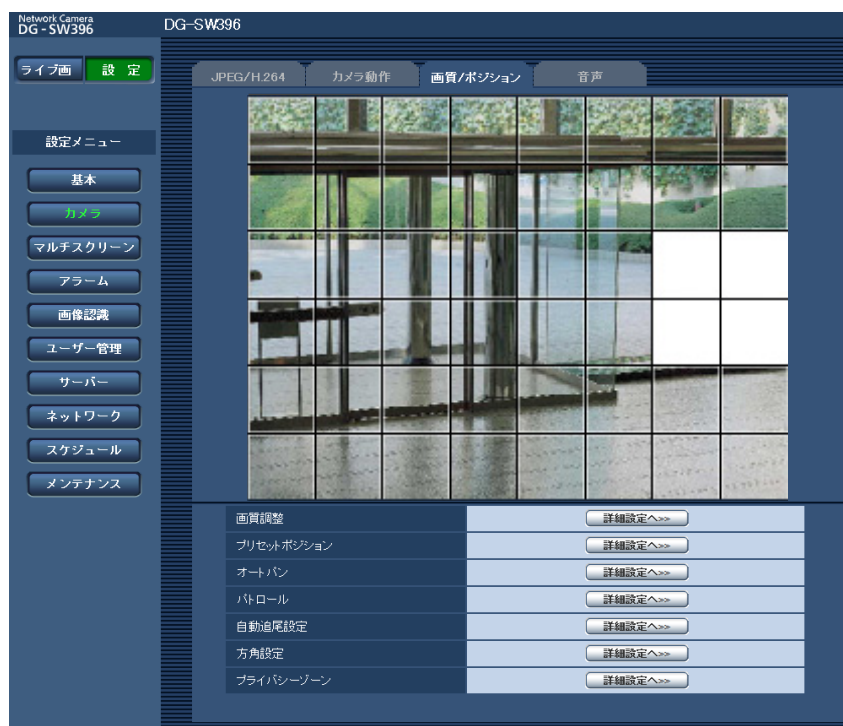 Network Camera
DG-SW396
DG-SW396
ライブ画
設 定
JPEG/H.264
カメラ動作
画質/ポジション
音声
設定メニュー
基本
カメラ
マルチスクリーン
アラーム
画像認識
ユーザー管理
サーバー
ネットワーク
スケジュール
メンテナンス
画質調整
詳細設定へ>>
プリセットポジション
詳細設定へ>>
オートパン
詳細設定へ>>
パトロール
詳細設定へ>>
自動追尾設定
詳細設定へ>>
方角設定
詳細設定へ>>
プライバシーゾーン
詳細設定へ>>